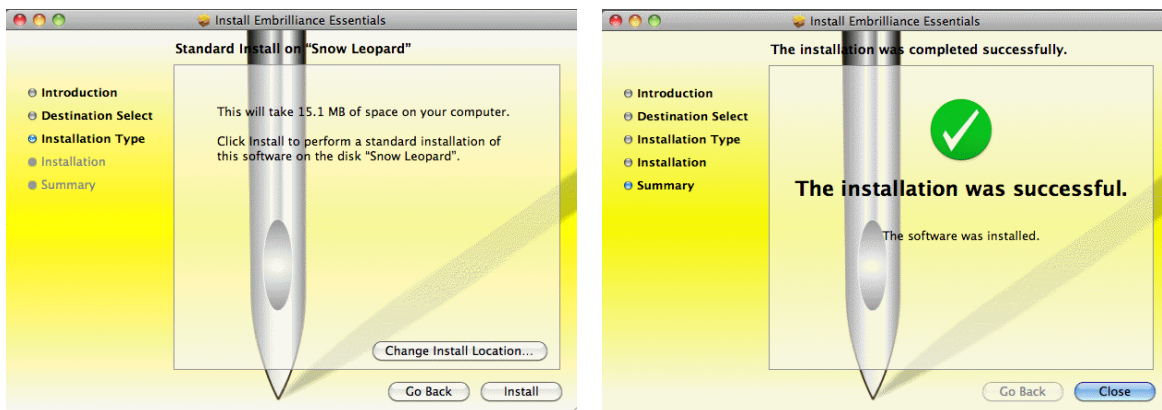 Install Embrilliance Essentials
Standard Install on “Snow Leopard”
Introduction
Destination Select
Installation Type
Installation
Summary
This will take 15.1 MB of space on your computer.
Click Install to perform a standard installation of
this software on the disk “Snow Leopard”.
Change Install Location...
Go Back
Install
Install Embrilliance Essentials
The installation was completed successfully.
Introduction
Destination Select
Installation Type
Installation
Summary
The installation was successful.
The software was installed.
Go Back
Close